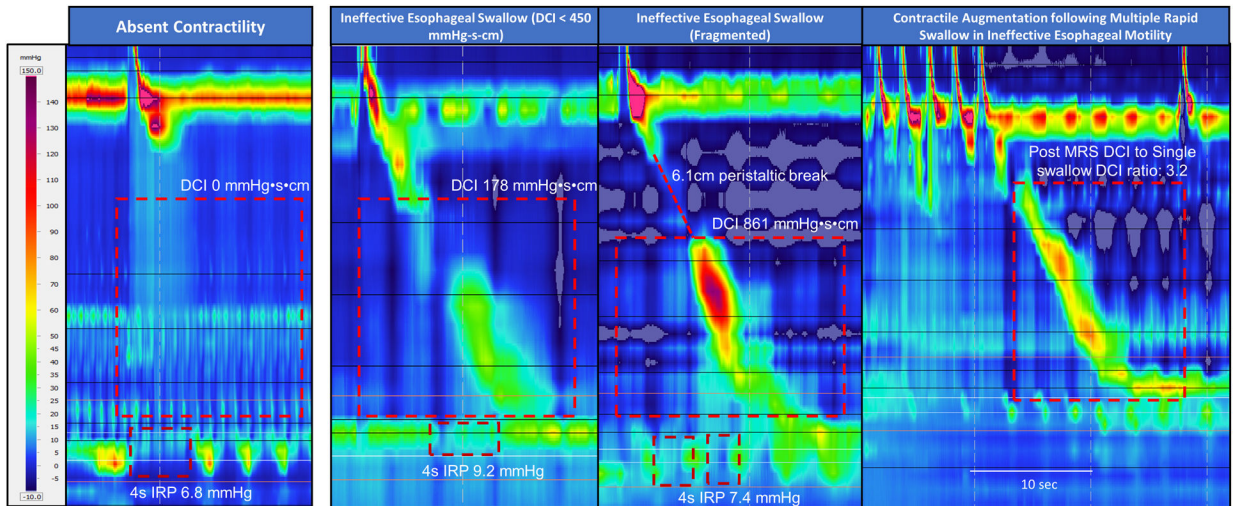 Absent Contractility
Ineffective Esophageal Swallow (DCI < 450
mmHg-s-cm)
Ineffective Esophageal Swallow
(Fragmented)
Contractile Augmentation following Multiple Rapid
Swallow in Ineffective Esophageal Motility
mmHg
150.0
140
130
120
110
100
90
80
70
60
50
45
40
35
30
25
20
15
10
5
0
-5
-10.0
DCI 0 mmHg•s•cm
4s IRP 6.8 mmHg
DCI 178 mmHg•s•cm
4s IRP 9.2 mmHg
6.1cm peristaltic break
DCI 861 mmHg•s•cm
4s IRP 7.4 mmHg
Post MRS DCI to Single
swallow DCI ratio: 3.2
10 sec